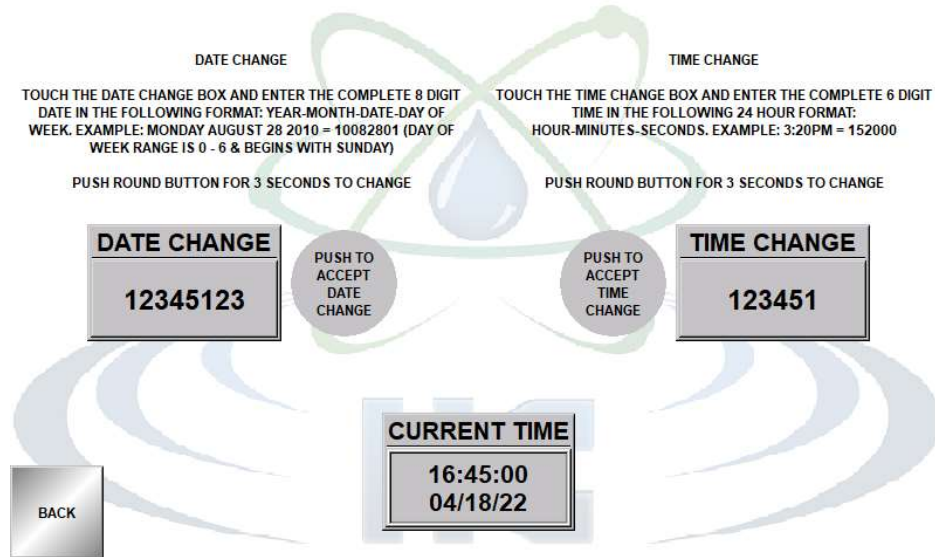 DATE CHANGE
TOUCH THE DATE CHANGE BOX AND ENTER THE COMPLETE 8 DIGIT
DATE IN THE FOLLOWING FORMAT: YEAR-MONTH-DATE-DAY OF
WEEK. EXAMPLE: MONDAY AUGUST 28 2010 = 10082801 (DAY OF
WEEK RANGE IS 0 - 6 & BEGINS WITH SUNDAY)
PUSH ROUND BUTTON FOR 3 SECONDS TO CHANGE
TIME CHANGE
TOUCH THE TIME CHANGE BOX AND ENTER THE COMPLETE 6 DIGIT
TIME IN THE FOLLOWING 24 HOUR FORMAT:
HOUR-MINUTES-SECONDS. EXAMPLE: 3:20PM = 152000
PUSH ROUND BUTTON FOR 3 SECONDS TO CHANGE
DATE CHANGE
12345123
PUSH TO
ACCEPT
DATE
CHANGE
PUSH TO
ACCEPT
TIME
CHANGE
TIME CHANGE
123451
CURRENT TIME
16:45:00
04/18/22
BACK